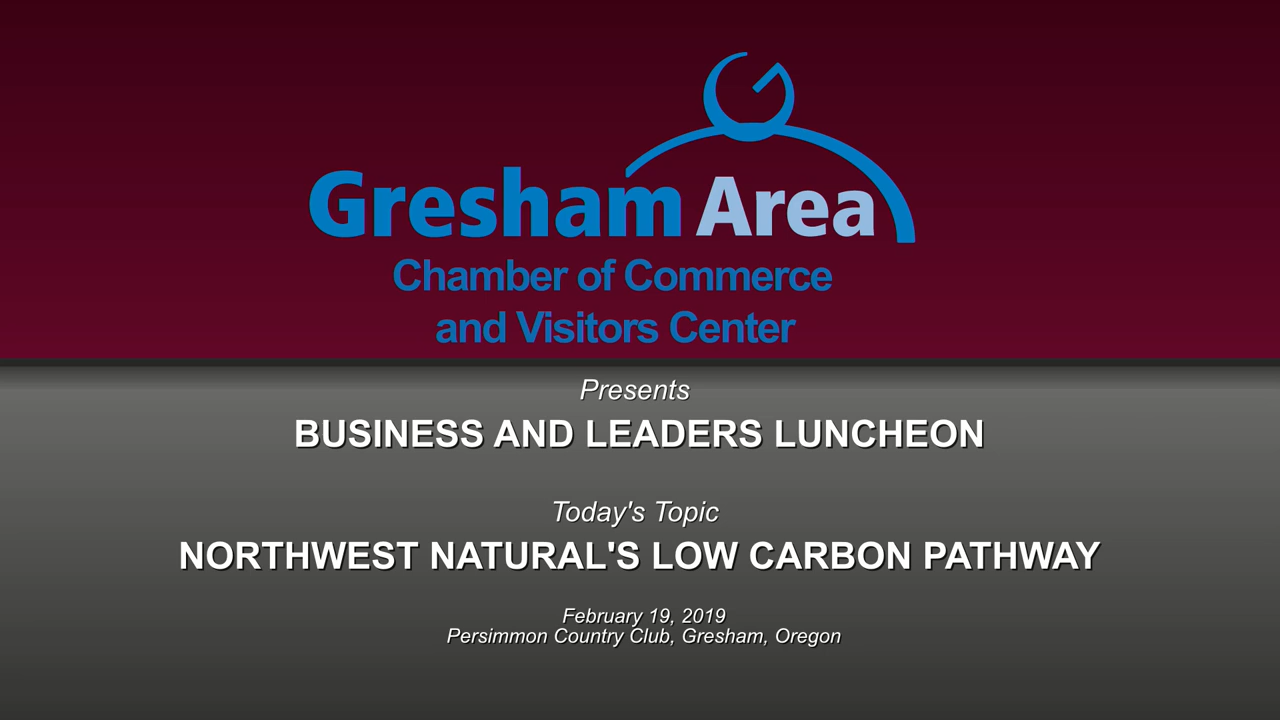 Gresham Area
Chamber of Commerce
and Visitors Center
Presents
BUSINESS AND LEADERS LUNCHEON
Today's Topic
NORTHWEST NATURAL'S LOW CARBON PATHWAY
February 19, 2019
Persimmon Country Club, Gresham, Oregon